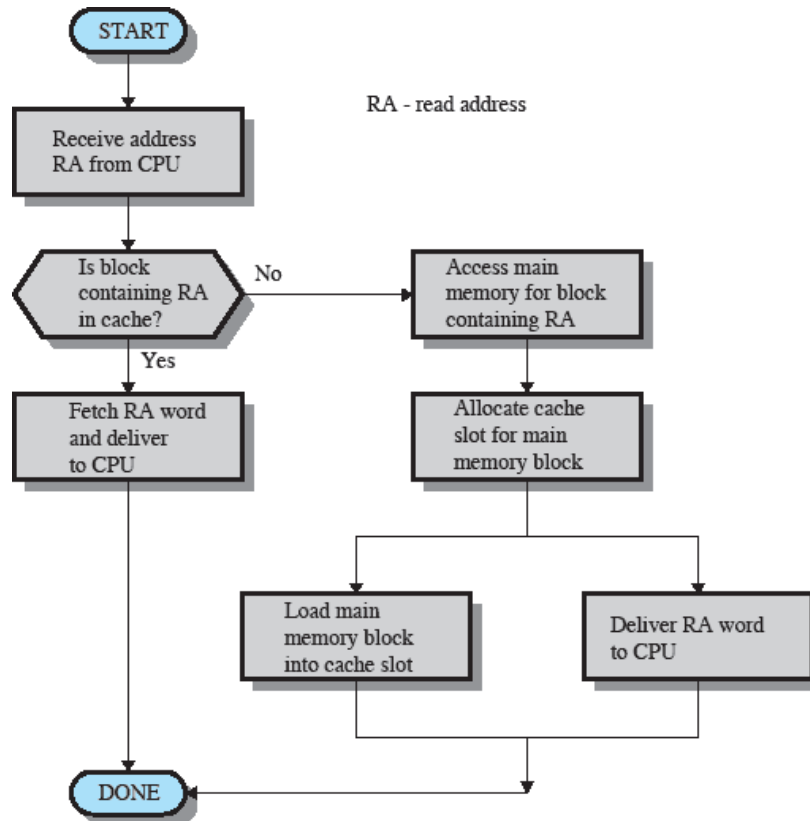 START
RA - read address
Receive address
RA from CPU
Is block
containing RA
in cache?
No
Access main
memory for block
containing RA
Yes
Fetch RA word
and deliver
to CPU
Allocate cache
slot for main
memory block
Load main
memory block
into cache slot
Deliver RA word
to CPU
DONE